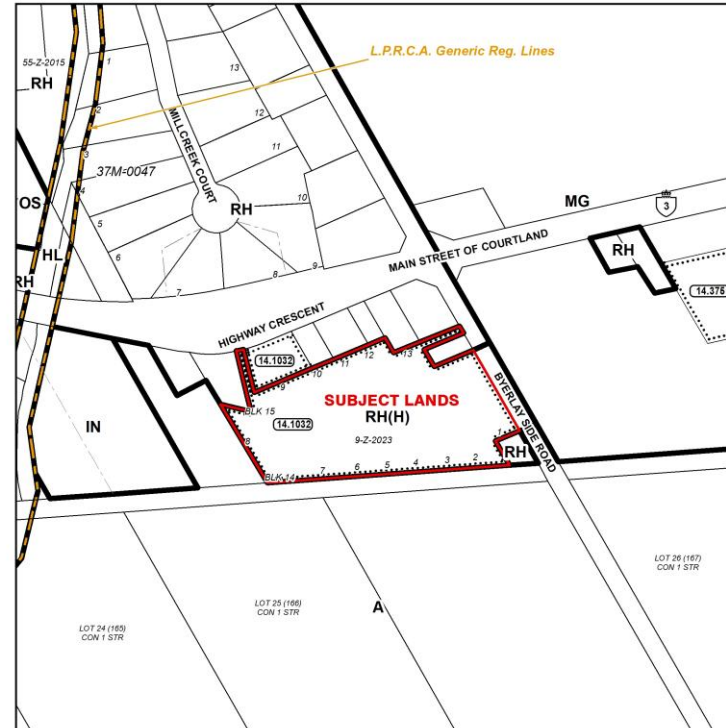 L.P.R.C.A. Generic Reg. Lines
55-Z-2015
RH
1
13
2
12
MILLCREEK COURT
3
11
37M-0047
4
10
RH
OS
5
MG
3
6
HL
RH
9
8
7
MAIN STREET OF COURTLAND
RH
14.375
HIGHWAY CRESCENT
14.1032
13
12
11
10
9
SUBJECT LANDS
RH(H)
BLK 15
14.1032
9-Z-2023
BYERLAY SIDE ROAD
IN
8
1
RH
7
6
5
4
3
2
BLK 14
LOT 26 (167)
CON 1 STR
LOT 25 (166)
CON 1 STR
A
LOT 24 (165)
CON 1 STR